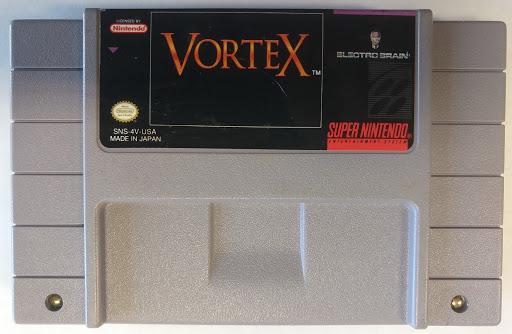 LICENSED BY
Nintendo
VORTEX
TM
ELECTRO BRAIN
SNS-4V-USA
MADE IN JAPAN
SUPER NINTENDO
ENTERTAINMENT SYSTEM